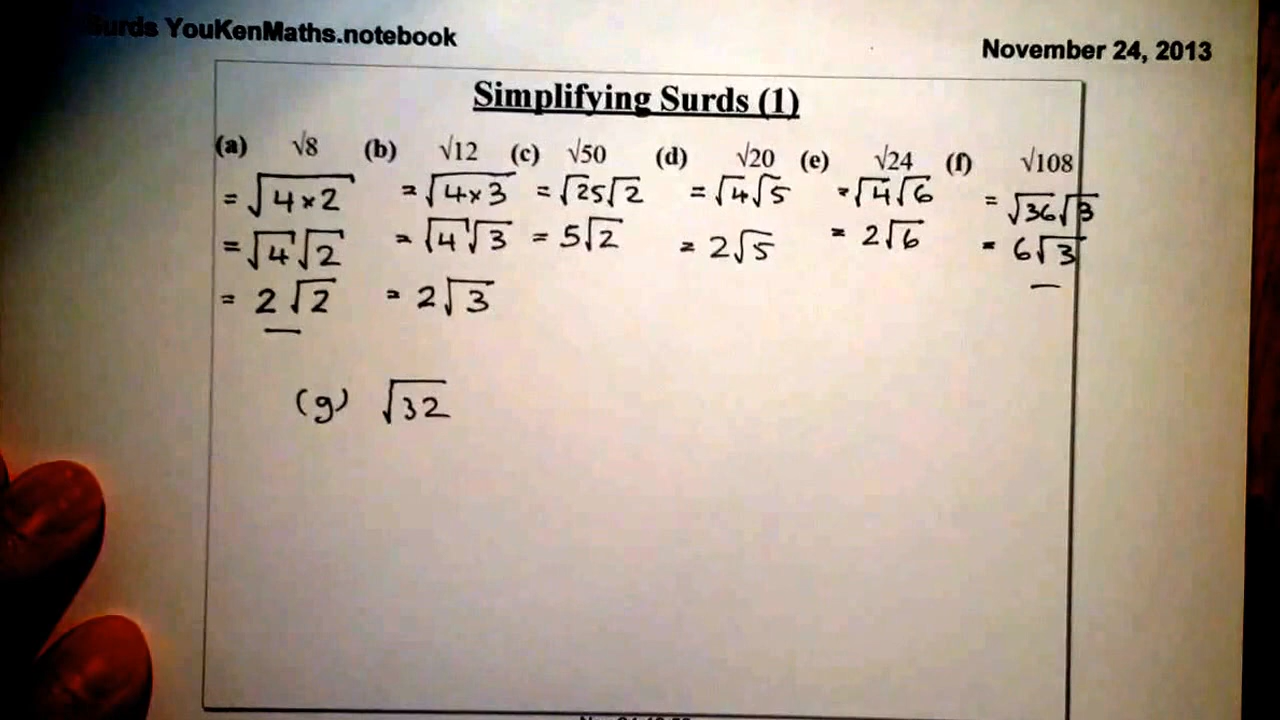 Surds YouKenMaths.notebook
November 24, 2013
Simplifying Surds (1)
(a) √8 (b) √12 (c) √50 (d) √20 (e) √24 (f) √108
= √4×2 = √4×3 = √25√2 = √4√5 = √4√6 = √36√3
= √4√2 = √4√3 = 5√2 = 2√5 = 2√6 = 6√3
= 2√2 = 2√3
(g) √32